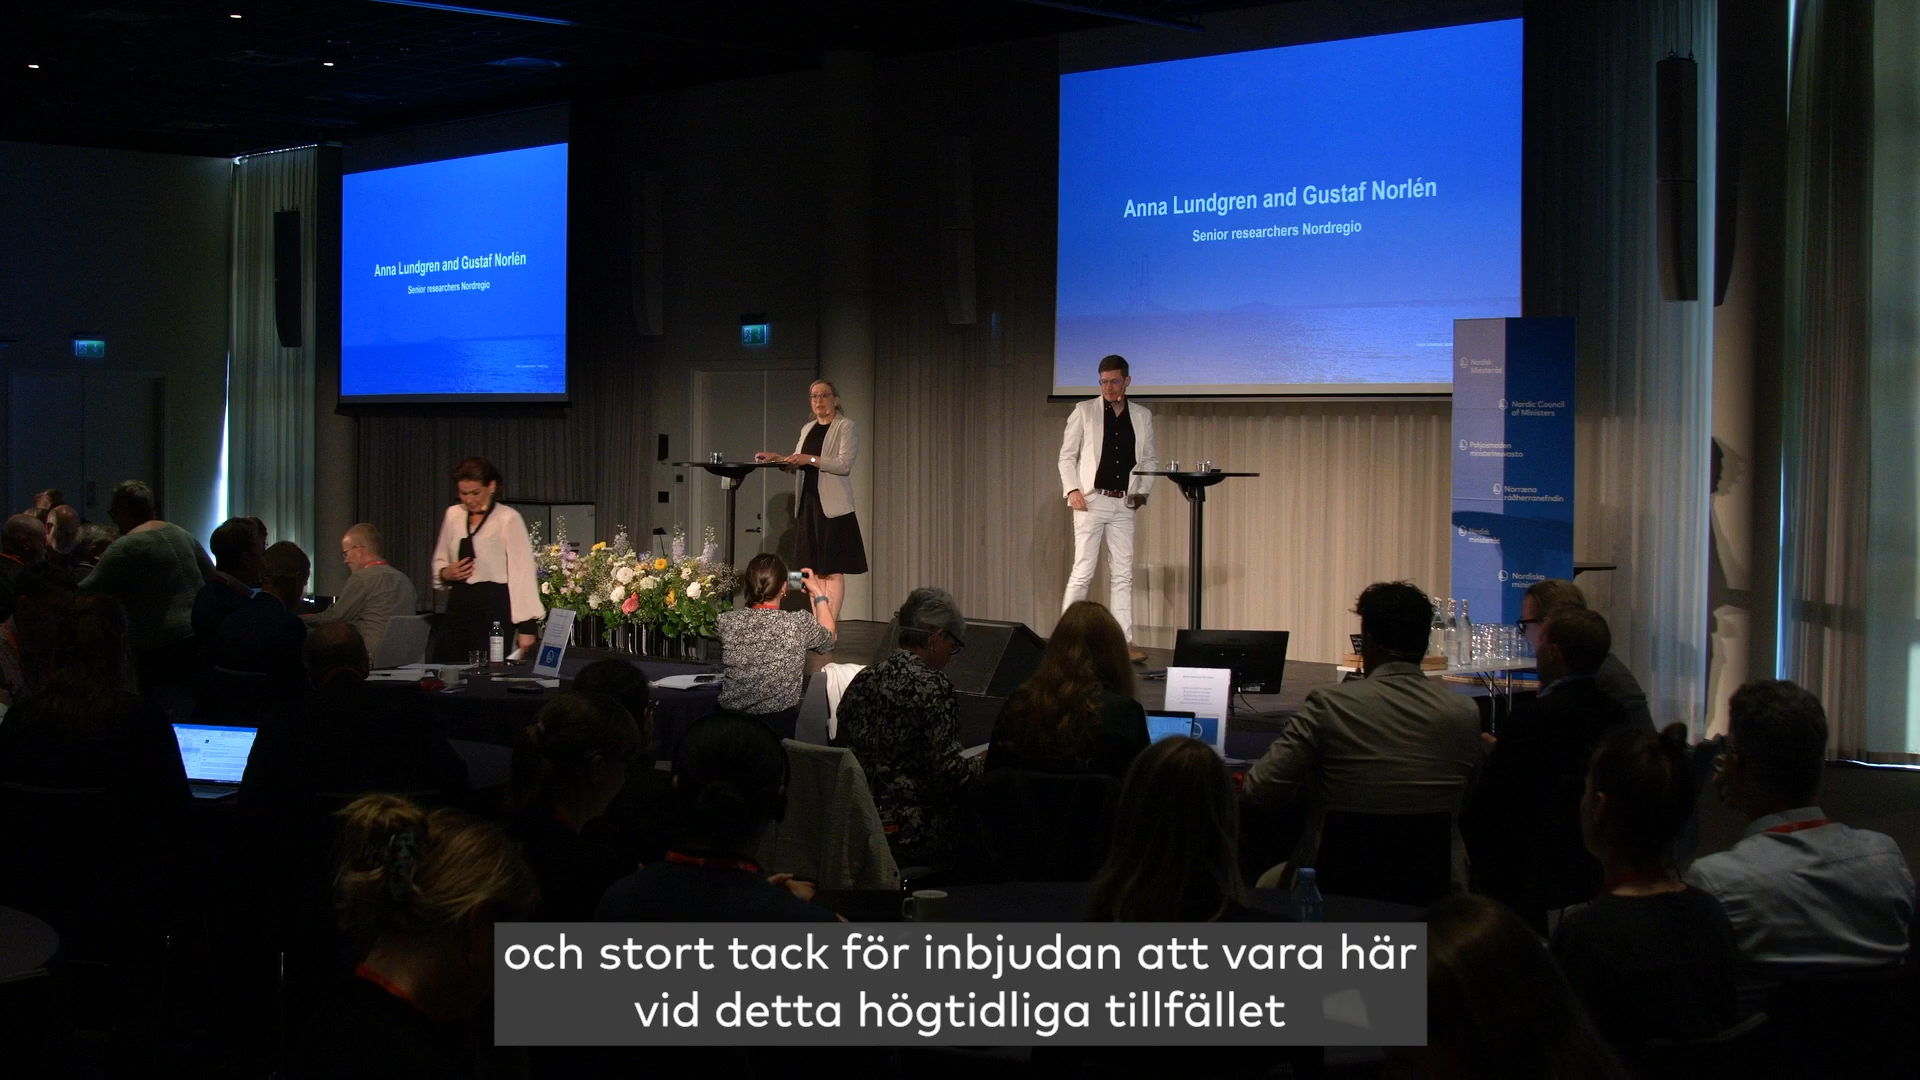 Anna Lundgren and Gustaf Norlén
Senior researchers Nordregio
Anna Lundgren and Gustaf Norlén
Senior researchers Nordregio
Nordisk
Ministerråd
Nordic Council
of Ministers
Pohjoismaiden
ministerineuvosto
Norræna
ráðherranefndin
Nordisk
ministerråd
Nordiska
och stort tack för inbjudan att vara här
vid detta högtidliga tillfället